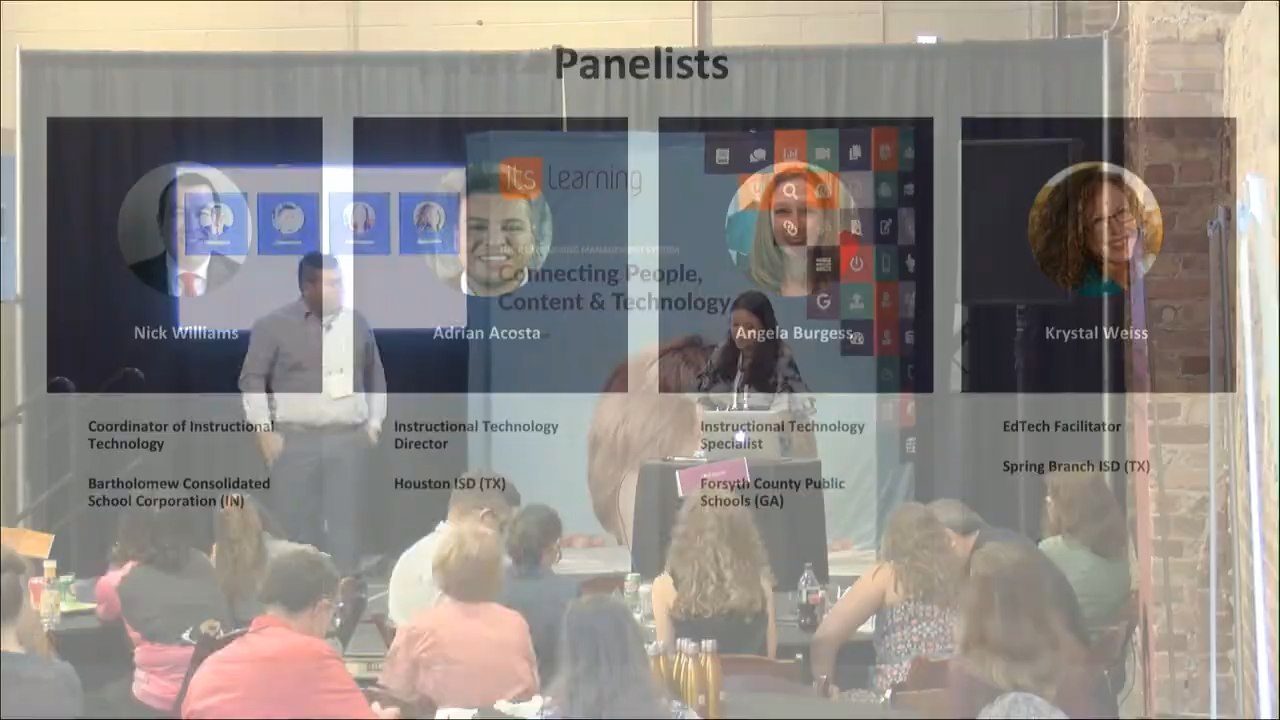 Panelists
its Learning
Connecting People,
Content & Technology
Nick Williams
Adrian Acosta
Angela Burgess
Krystal Weiss
Coordinator of Instructional
Technology
Bartholomew Consolidated
School Corporation (IN)
Instructional Technology
Director
Houston ISD (TX)
Instructional Technology
Specialist
Forsyth County Public
Schools (GA)
EdTech Facilitator
Spring Branch ISD (TX)
G